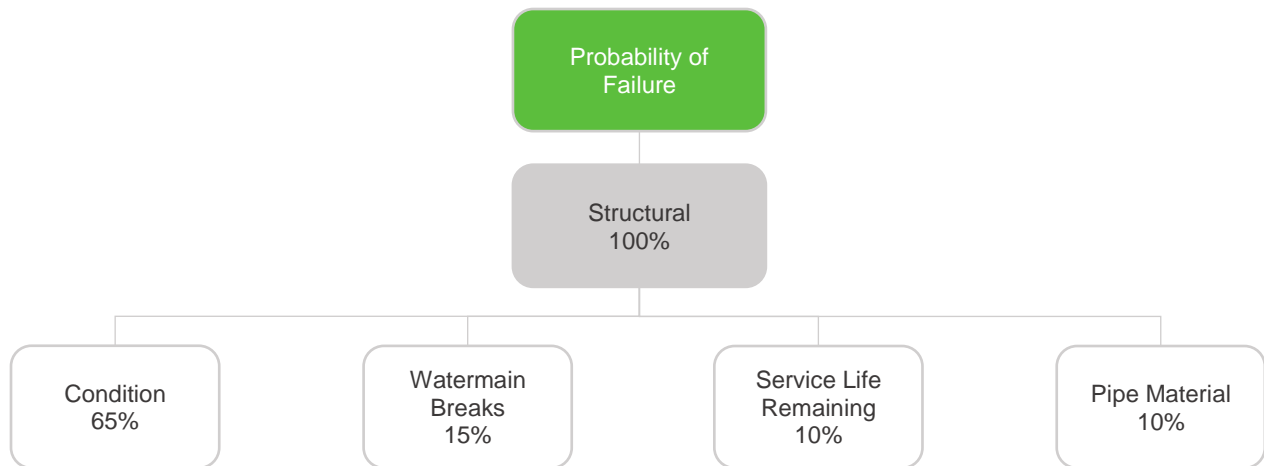 Probability of
Failure
Structural
100%
Condition
65%
Watermain
Breaks
15%
Service Life
Remaining
10%
Pipe Material
10%